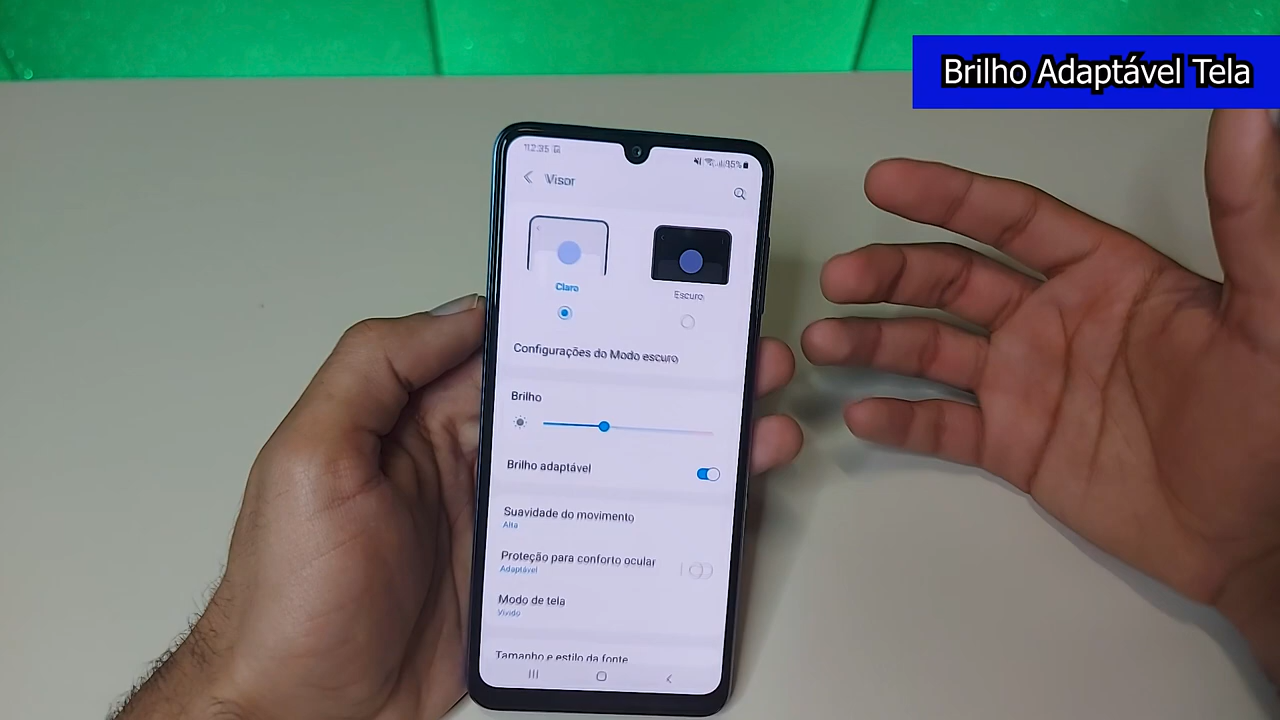 Brilho Adaptável Tela
12:35
95%
Visor
Claro
Escuro
Configurações do Modo escuro
Brilho
Brilho adaptável
Suavidade do movimento
Alta
Proteção para conforto ocular
Adaptável
Modo de tela
Vívido
Tamanho e estilo da fonte